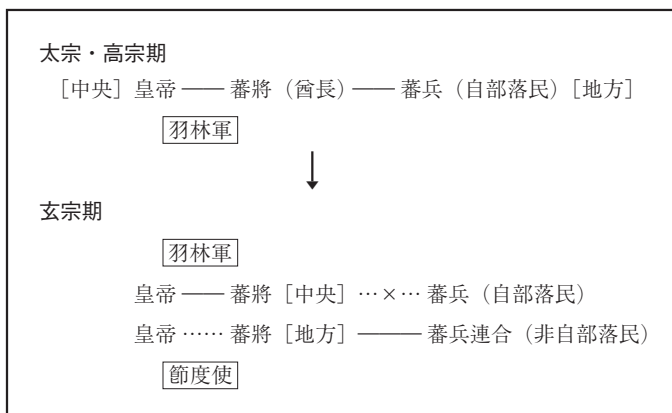 太宗・高宗期
［中央］皇帝 —— 蕃將（酋長）—— 蕃兵（自部落民）［地方］
羽林軍
↓
玄宗期
羽林軍
皇帝 —— 蕃將［中央］…×… 蕃兵（自部落民）
皇帝 …… 蕃將［地方］——— 蕃兵連合（非自部落民）
節度使